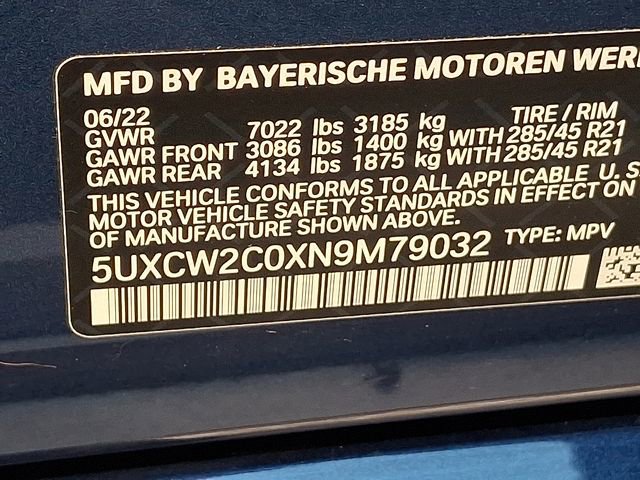 MFD BY BAYERISCHE MOTOREN WER
06/22 TIRE / RIM
GVWR 7022 lbs 3185 kg
GAWR FRONT 3086 lbs 1400 kg WITH 285/45 R21
GAWR REAR 4134 lbs 1875 kg WITH 285/45 R21
THIS VEHICLE CONFORMS TO ALL APPLICABLE U. S
MOTOR VEHICLE SAFETY STANDARDS IN EFFECT ON
OF MANUFACTURE SHOWN ABOVE.
5UXCW2C0XN9M79032 TYPE: MPV